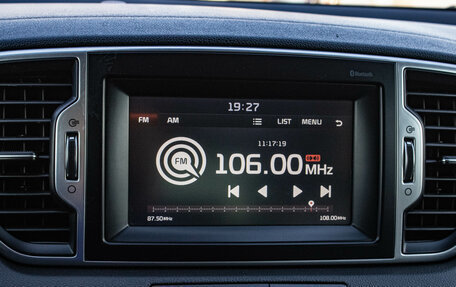 Bluetooth
19:27
FM AM LIST MENU
11:17:19
FM 106.00 MHz
87.50MHz 108.00MHz